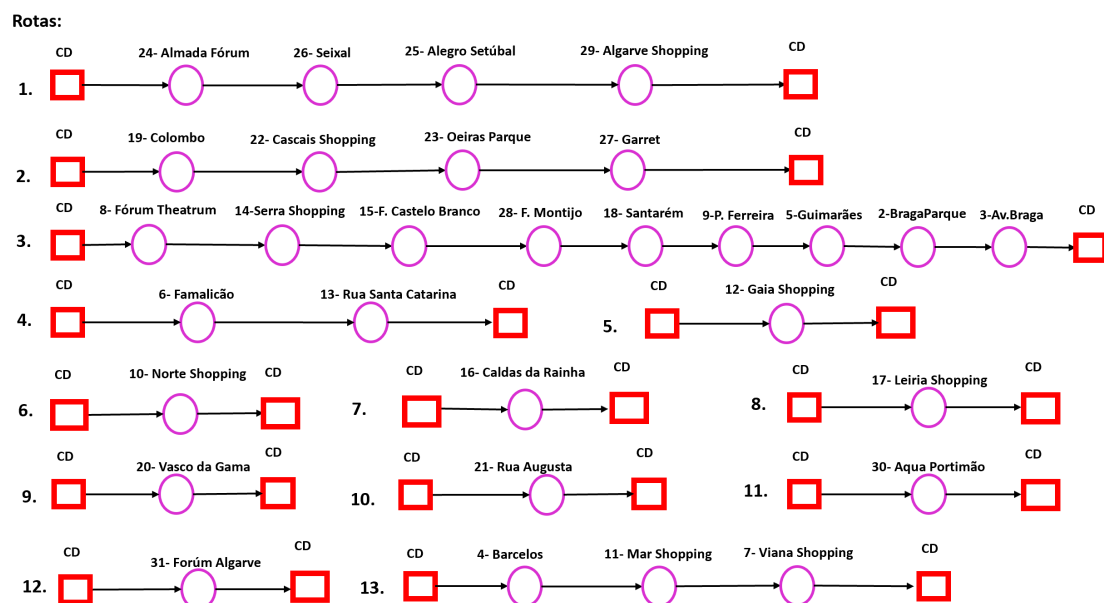 Rotas:
CD 24- Almada Fórum 26- Seixal 25- Alegro Setúbal 29- Algarve Shopping CD
1.
CD 19- Colombo 22- Cascais Shopping 23- Oeiras Parque 27- Garret CD
2.
CD 8- Fórum Theatrum 14-Serra Shopping 15-F. Castelo Branco 28- F. Montijo 18- Santarém 9-P. Ferreira 5-Guimarães 2-BragaParque 3-Av.Braga CD
3.
CD 6- Famalicão 13- Rua Santa Catarina CD
4.
CD 12- Gaia Shopping CD
5.
CD 10- Norte Shopping CD
6.
CD 16- Caldas da Rainha CD
7.
CD 17- Leiria Shopping CD
8.
CD 20- Vasco da Gama CD
9.
CD 21- Rua Augusta CD
10.
CD 30- Aqua Portimão CD
11.
CD 31- Forúm Algarve CD
12.
CD 4- Barcelos 11- Mar Shopping 7- Viana Shopping CD
13.